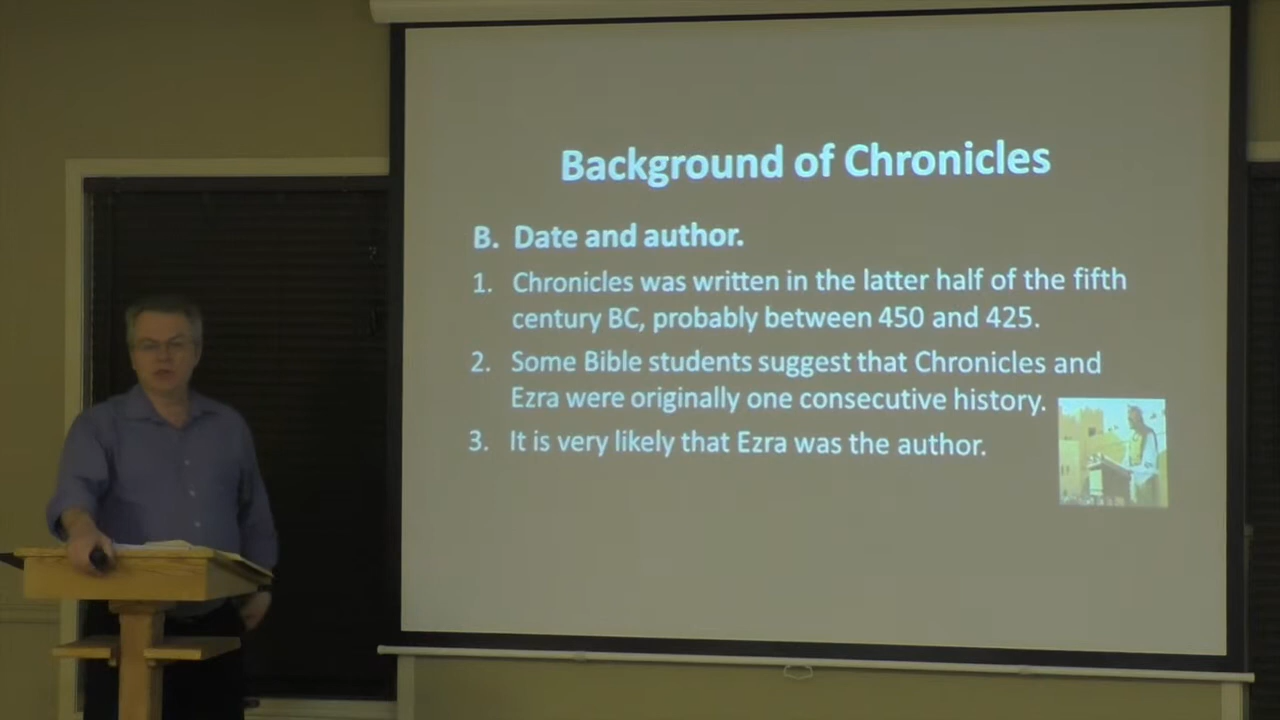 Background of Chronicles
B. Date and author.
1. Chronicles was written in the latter half of the fifth
century BC, probably between 450 and 425.
2. Some Bible students suggest that Chronicles and
Ezra were originally one consecutive history.
3. It is very likely that Ezra was the author.